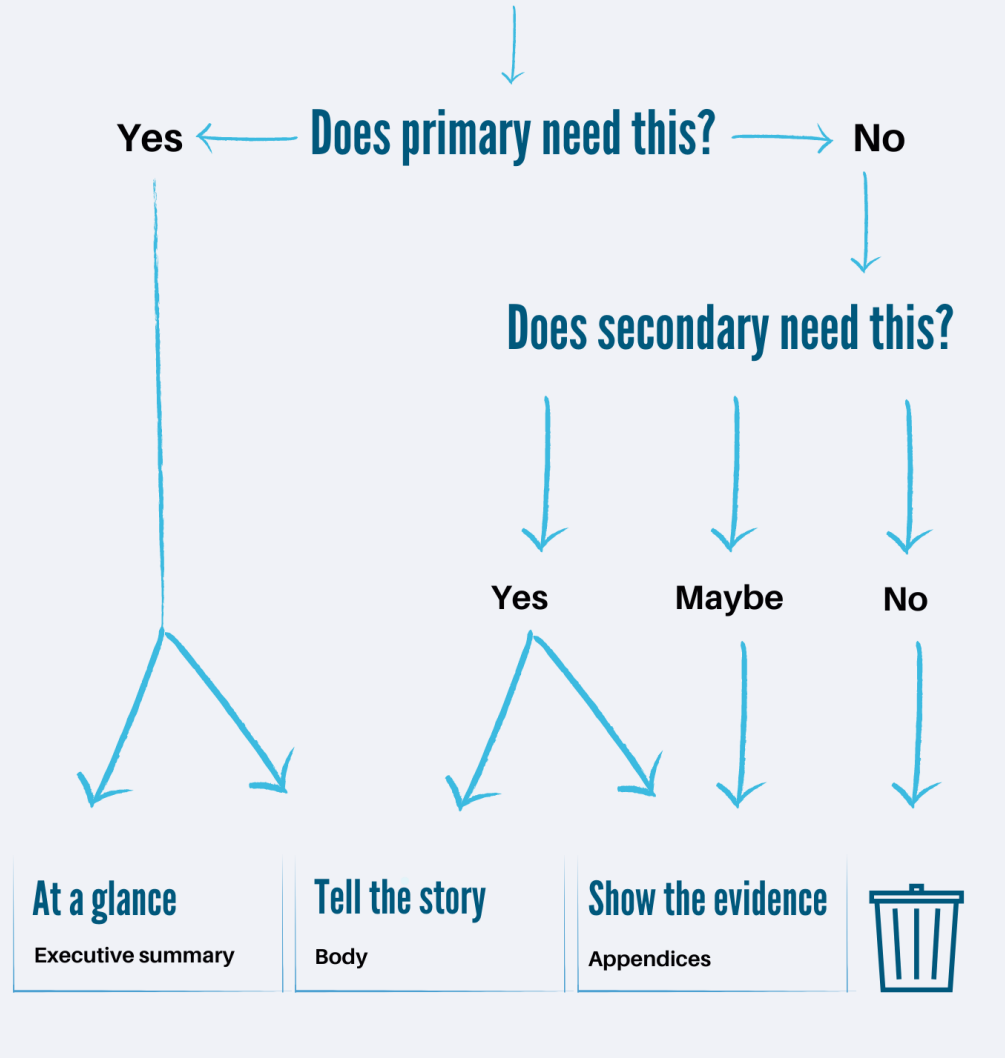 Yes
Does primary need this?
No
Does secondary need this?
Yes
Maybe
No
At a glance
Executive summary
Tell the story
Body
Show the evidence
Appendices